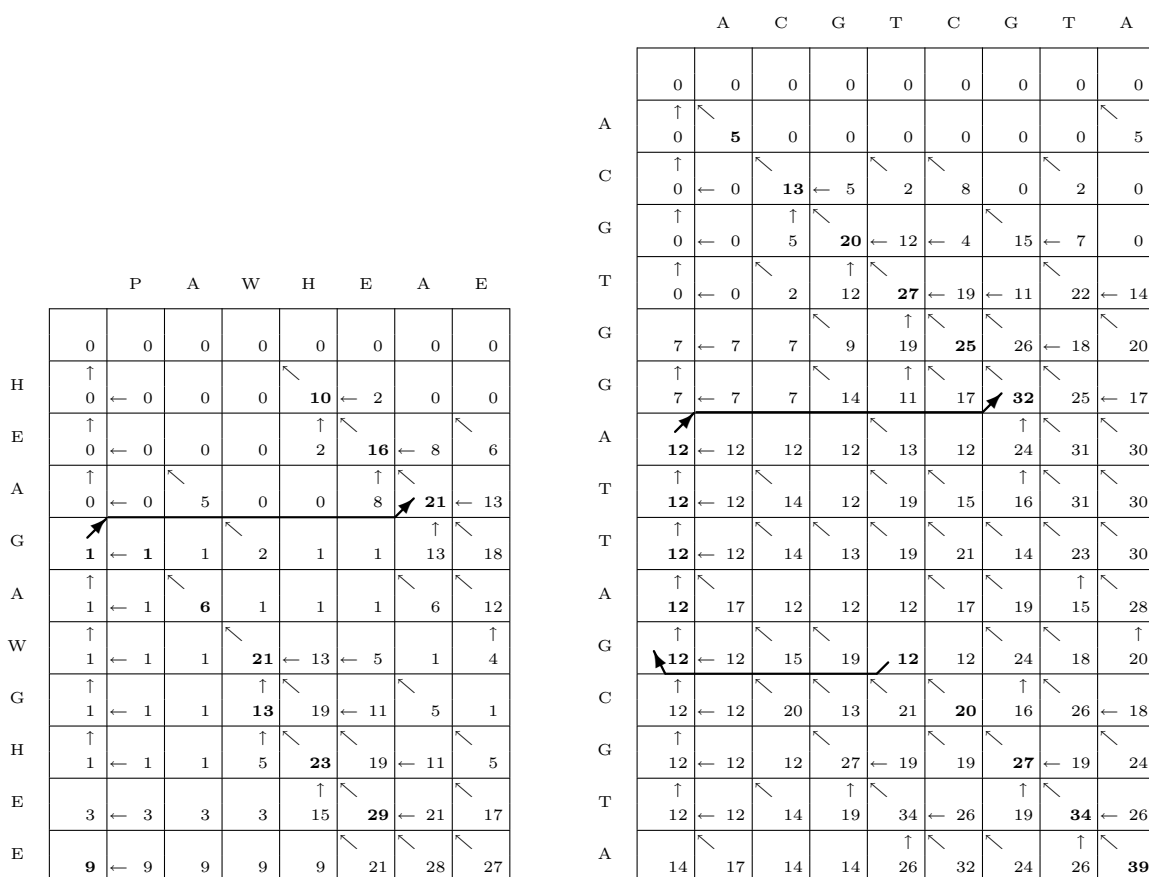 P A W H E A E
0 0 0 0 0 0 0 0
H 0 0 0 0 10 2 0 0
E 0 0 0 0 2 16 8 6
A 0 0 5 0 0 8 21 13
G 1 1 1 2 1 1 13 18
A 1 1 6 1 1 1 6 12
W 1 1 1 21 13 5 1 4
G 1 1 1 13 19 11 5 1
H 1 1 1 5 23 19 11 5
E 3 3 3 3 15 29 21 17
E 9 9 9 9 9 21 28 27
A C G T C G T A
0 0 0 0 0 0 0 0 0
A 0 5 0 0 0 0 0 0 5
C 0 0 13 5 2 8 0 2 0
G 0 0 5 20 12 4 15 7 0
T 0 0 2 12 27 19 11 22 14
G 7 7 7 9 19 25 26 18 20
G 7 7 7 14 11 17 32 25 17
A 12 12 12 12 13 12 24 31 30
T 12 12 14 12 19 15 16 31 30
T 12 12 14 13 19 21 14 23 30
A 12 17 12 12 12 17 19 15 28
G 12 12 15 19 12 12 24 18 20
C 12 12 20 13 21 20 16 26 18
G 12 12 12 27 19 19 27 19 24
T 12 12 14 19 34 26 19 34 26
A 14 17 14 14 26 32 24 26 39